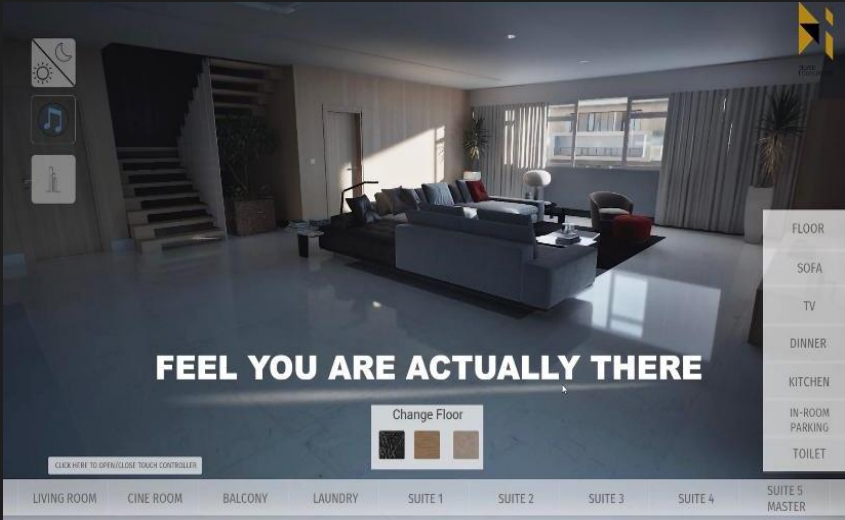 FLOOR
SOFA
TV
DINNER
KITCHEN
IN-ROOM
PARKING
TOILET
FEEL YOU ARE ACTUALLY THERE
Change Floor
CLICK HERE TO OPEN/CLOSE TOUCH CONTROLLER
LIVING ROOM
CINE ROOM
BALCONY
LAUNDRY
SUITE 1
SUITE 2
SUITE 3
SUITE 4
SUITE 5
MASTER